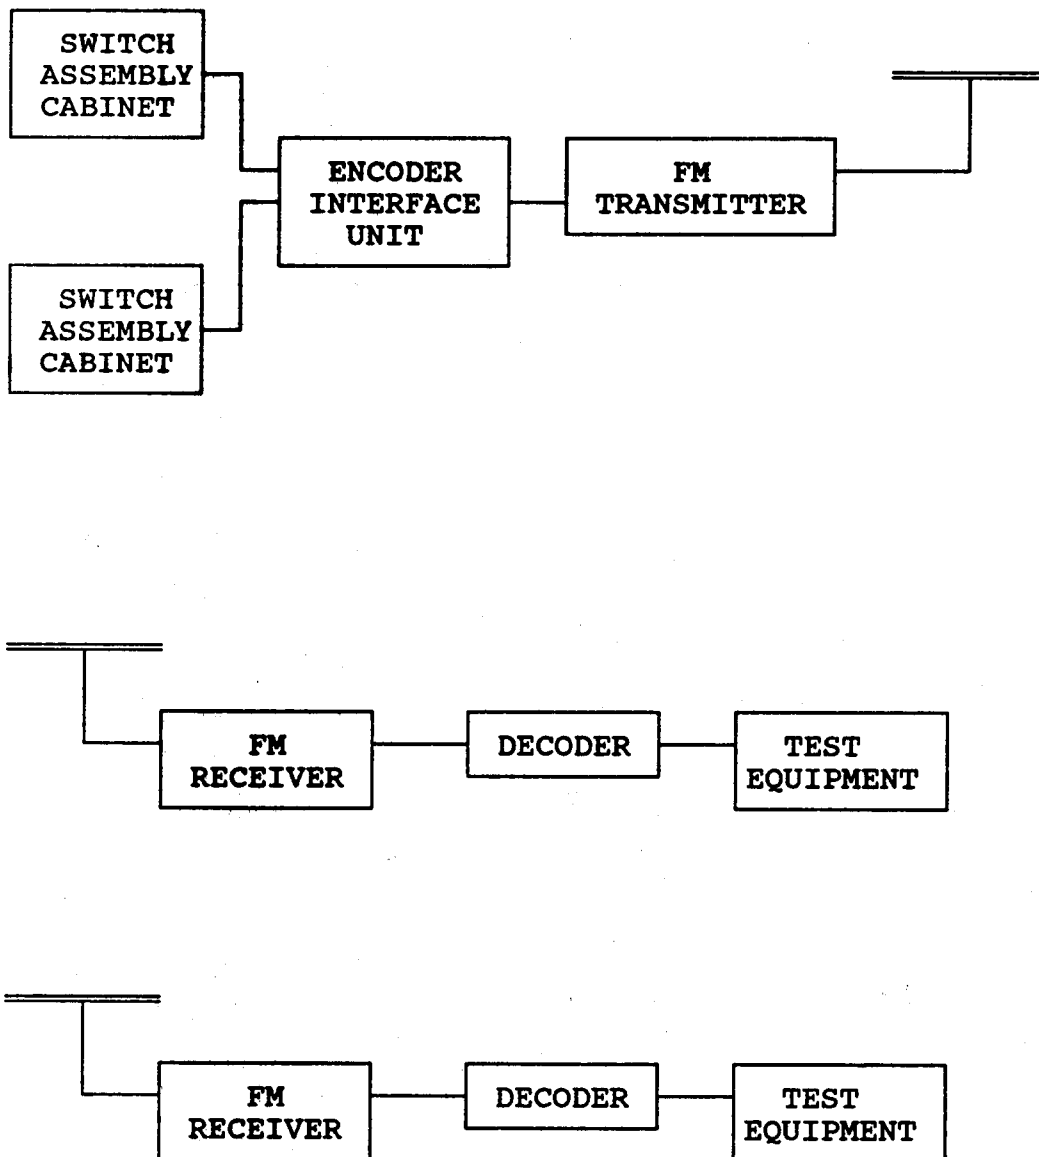 SWITCH
ASSEMBLY
CABINET
ENCODER
INTERFACE
UNIT
FM
TRANSMITTER
SWITCH
ASSEMBLY
CABINET
FM
RECEIVER
DECODER
TEST
EQUIPMENT
FM
RECEIVER
DECODER
TEST
EQUIPMENT